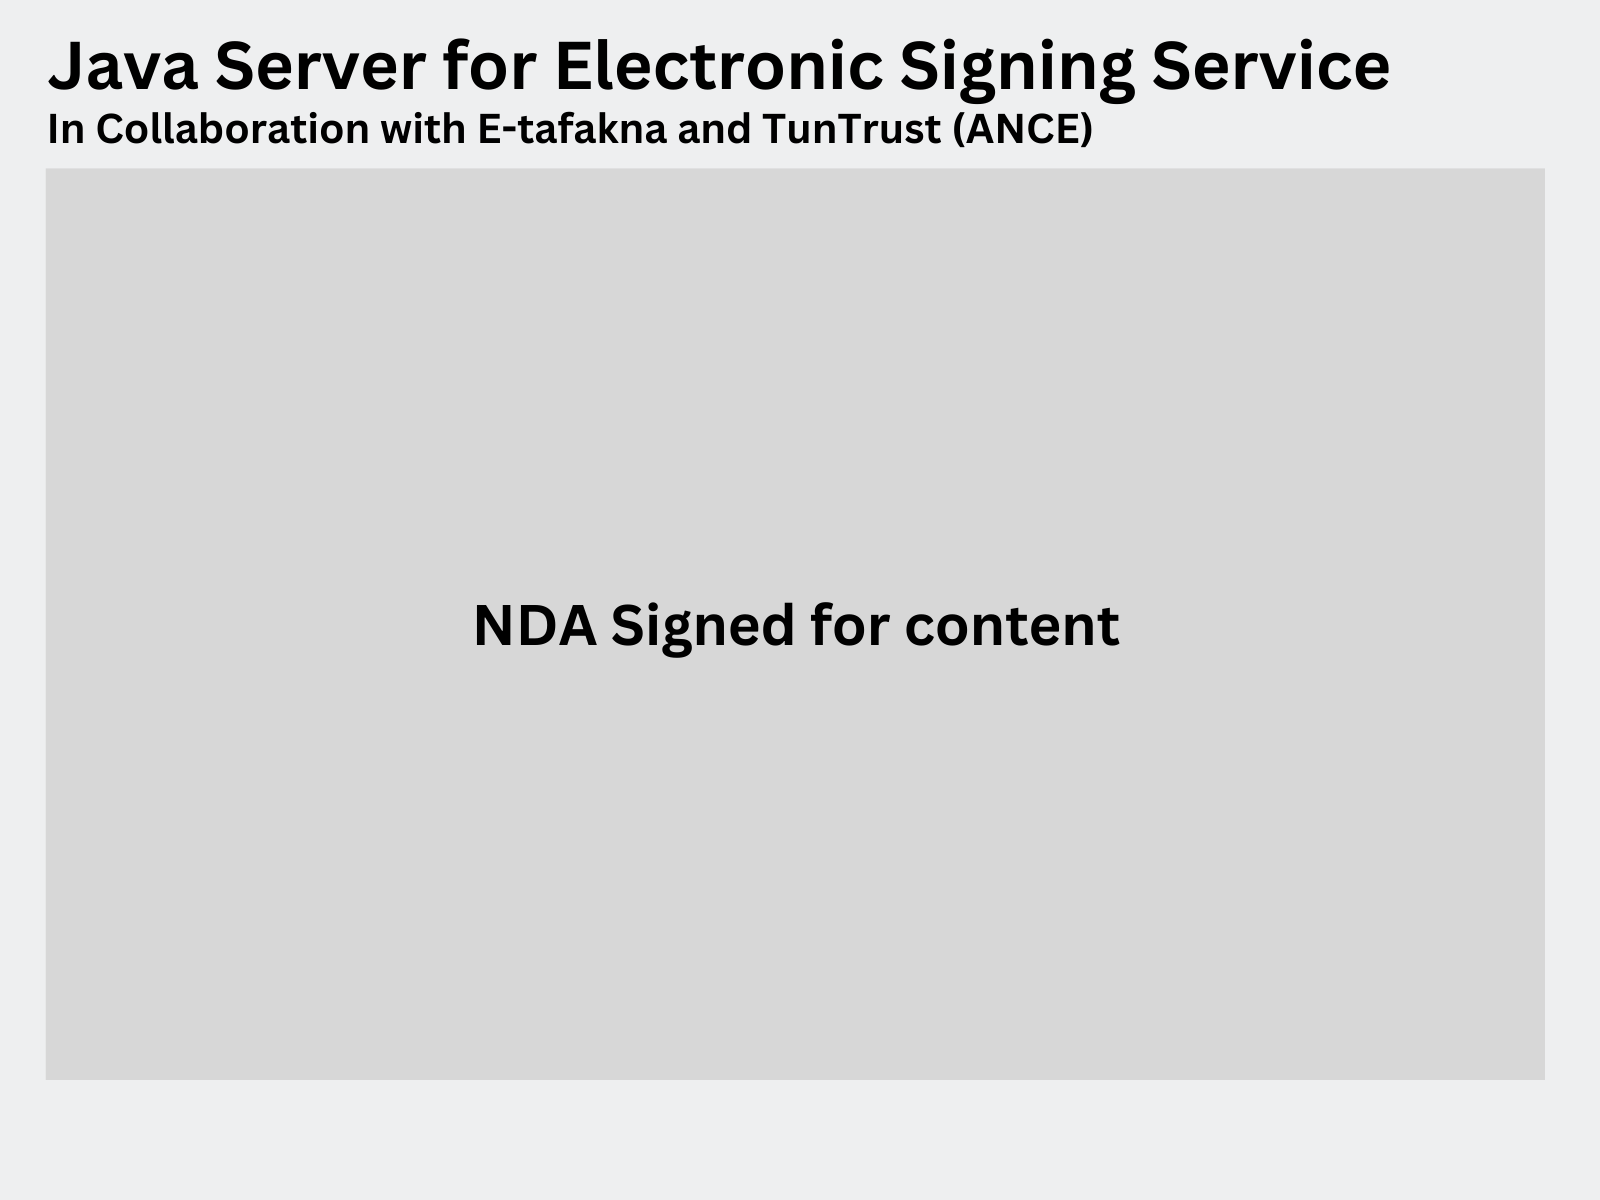 Java Server for Electronic Signing Service
In Collaboration with E-tafakna and TunTrust (ANCE)
NDA Signed for content